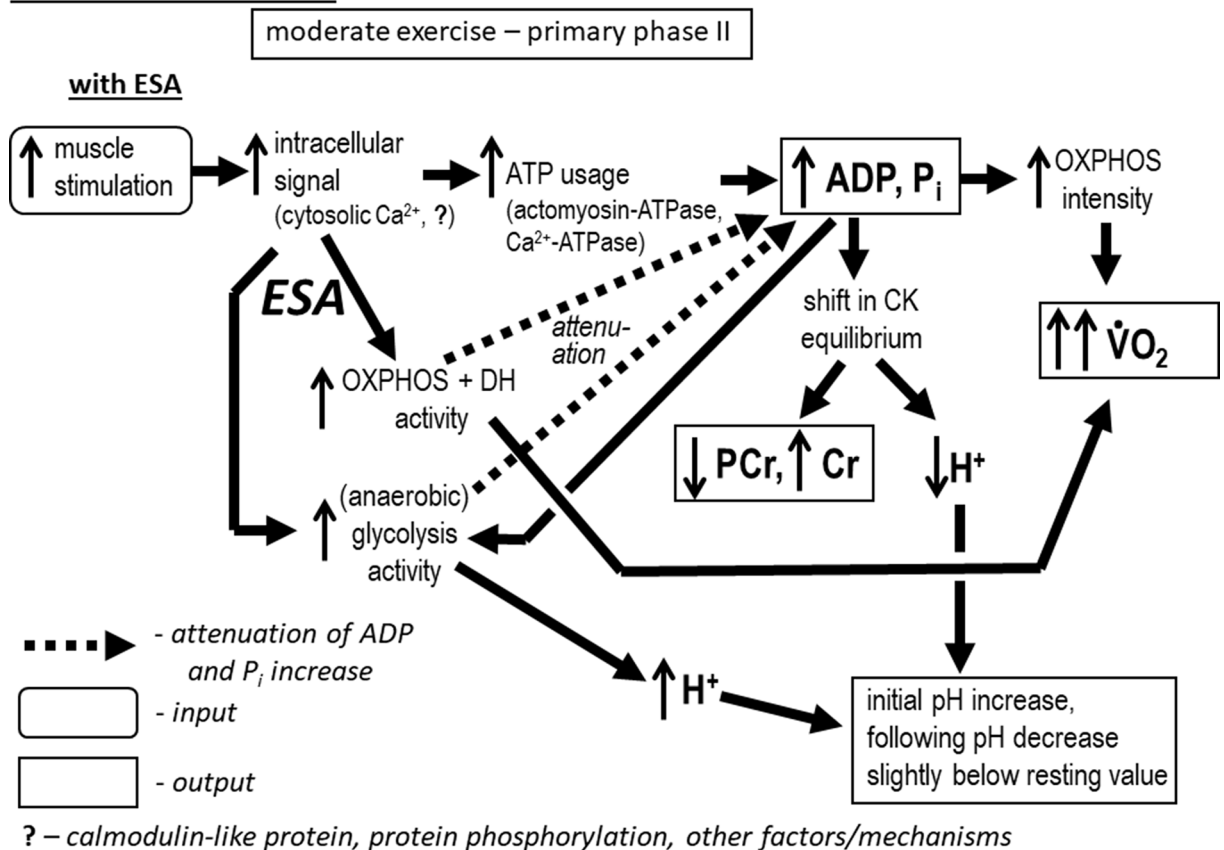 moderate exercise – primary phase II
with ESA
muscle
stimulation
intracellular
signal
(cytosolic Ca²⁺, ?)
ATP usage
(actomyosin-ATPase,
Ca²⁺-ATPase)
ADP, Pᵢ
OXPHOS
intensity
ESA
attenu-
ation
shift in CK
equilibrium
V̇O₂
OXPHOS + DH
activity
PCr, Cr
H⁺
(anaerobic)
glycolysis
activity
H⁺
initial pH increase,
following pH decrease
slightly below resting value
- attenuation of ADP
and Pᵢ increase
- input
- output
? – calmodulin-like protein, protein phosphorylation, other factors/mechanisms